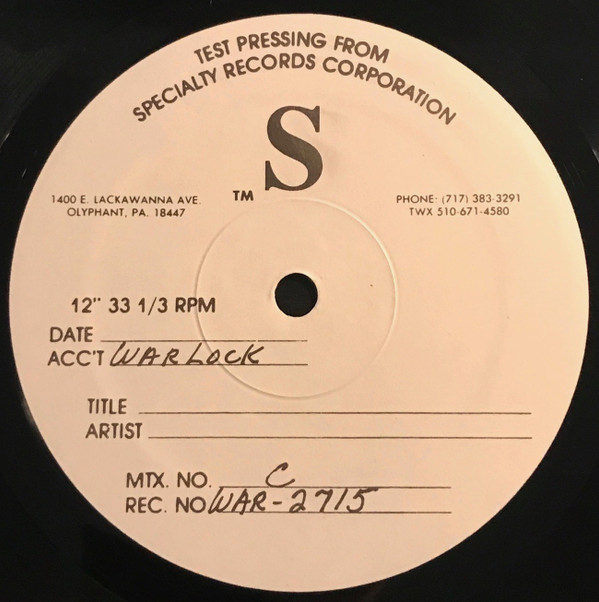 TEST PRESSING FROM
SPECIALTY RECORDS CORPORATION
S
TM
1400 E. LACKAWANNA AVE.
OLYPHANT, PA. 18447
PHONE: (717) 383-3291
TWX 510-671-4580
12" 33 1/3 RPM
DATE
ACC'T WARLOCK
TITLE
ARTIST
MTX. NO. C
REC. NO WAR-2715